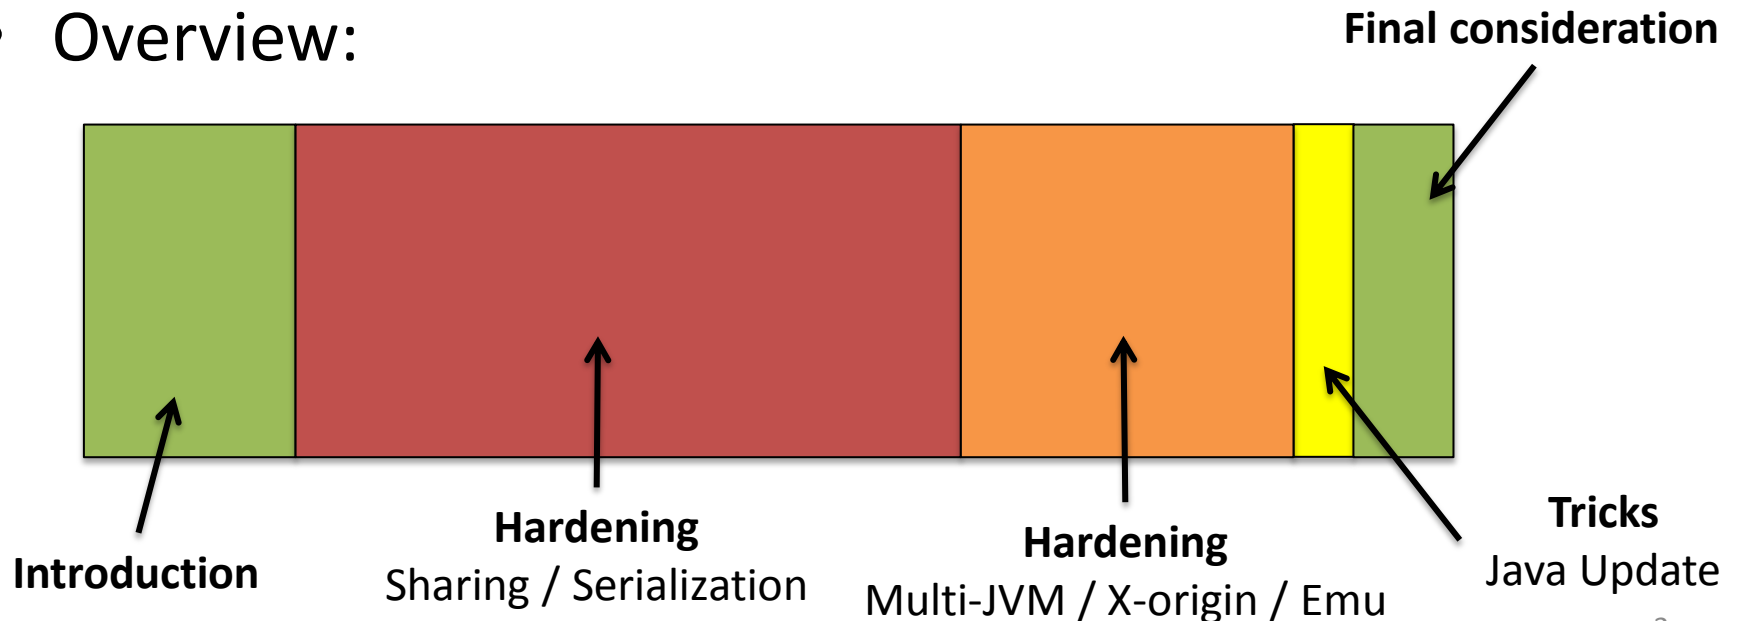 • Overview:
Final consideration
Introduction
Hardening
Sharing / Serialization
Hardening
Multi-JVM / X-origin / Emu
Tricks
Java Update